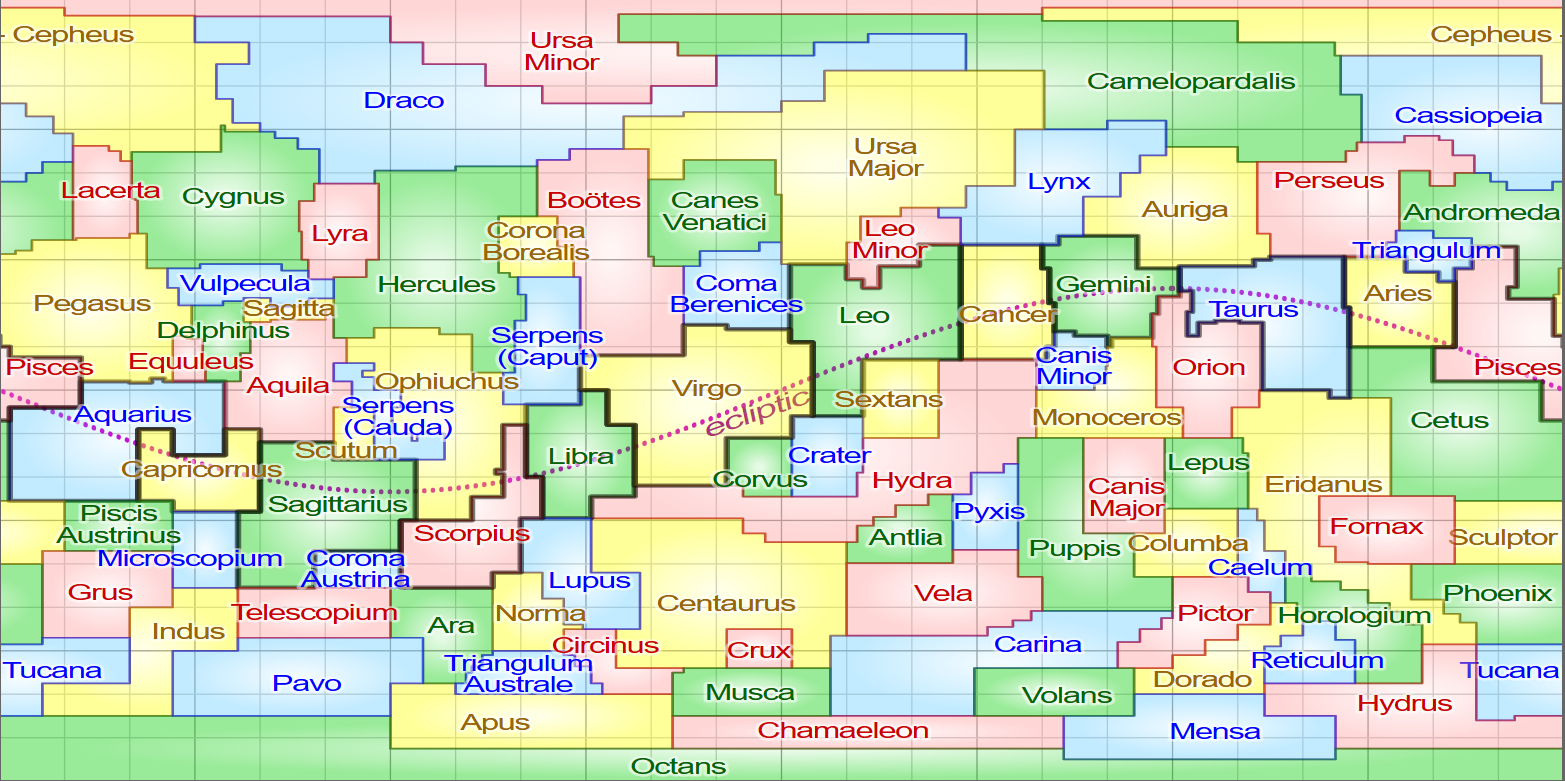 Cepheus
Ursa
Minor
Cepheus
Camelopardalis
Draco
Cassiopeia
Ursa
Major
Lynx
Perseus
Lacerta
Cygnus
Boötes
Canes
Venatici
Auriga
Andromeda
Lyra
Corona
Borealis
Leo
Minor
Triangulum
Vulpecula
Hercules
Coma
Berenices
Gemini
Aries
Pegasus
Sagitta
Leo
Cancer
Taurus
Delphinus
Serpens
(Caput)
Equuleus
Pisces
Canis
Minor
Orion
Pisces
Aquila
Ophiuchus
Virgo
Sextans
ecliptic
Aquarius
Serpens
(Cauda)
Monoceros
Cetus
Scutum
Libra
Crater
Capricornus
Corvus
Hydra
Lepus
Eridanus
Sagittarius
Canis
Major
Piscis
Austrinus
Pyxis
Scorpius
Antlia
Fornax
Sculptor
Microscopium
Corona
Austrina
Puppis
Columba
Caelum
Grus
Lupus
Vela
Phoenix
Telescopium
Norma
Centaurus
Pictor
Horologium
Indus
Ara
Circinus
Crux
Carina
Tucana
Triangulum
Australe
Reticulum
Tucana
Pavo
Musca
Volans
Dorado
Hydrus
Apus
Chamaeleon
Mensa
Octans